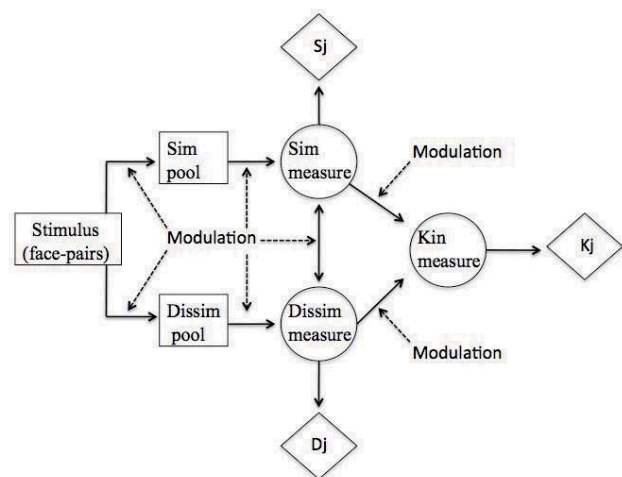 Sj
Sim
pool
Sim
measure
Modulation
Stimulus
(face-pairs)
Modulation
Kin
measure
Kj
Dissim
pool
Dissim
measure
Modulation
Dj